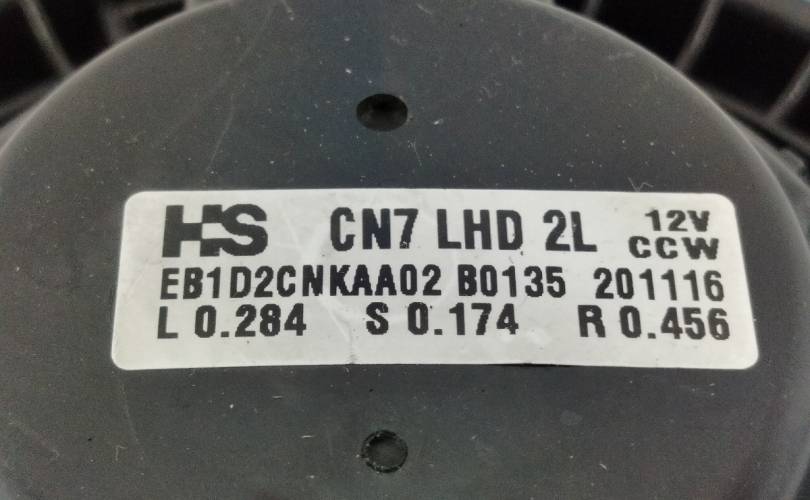 HS CN7 LHD 2L 12V CCW
EB1D2CNKAA02 B0135 201116
L 0.284 S 0.174 R 0.456